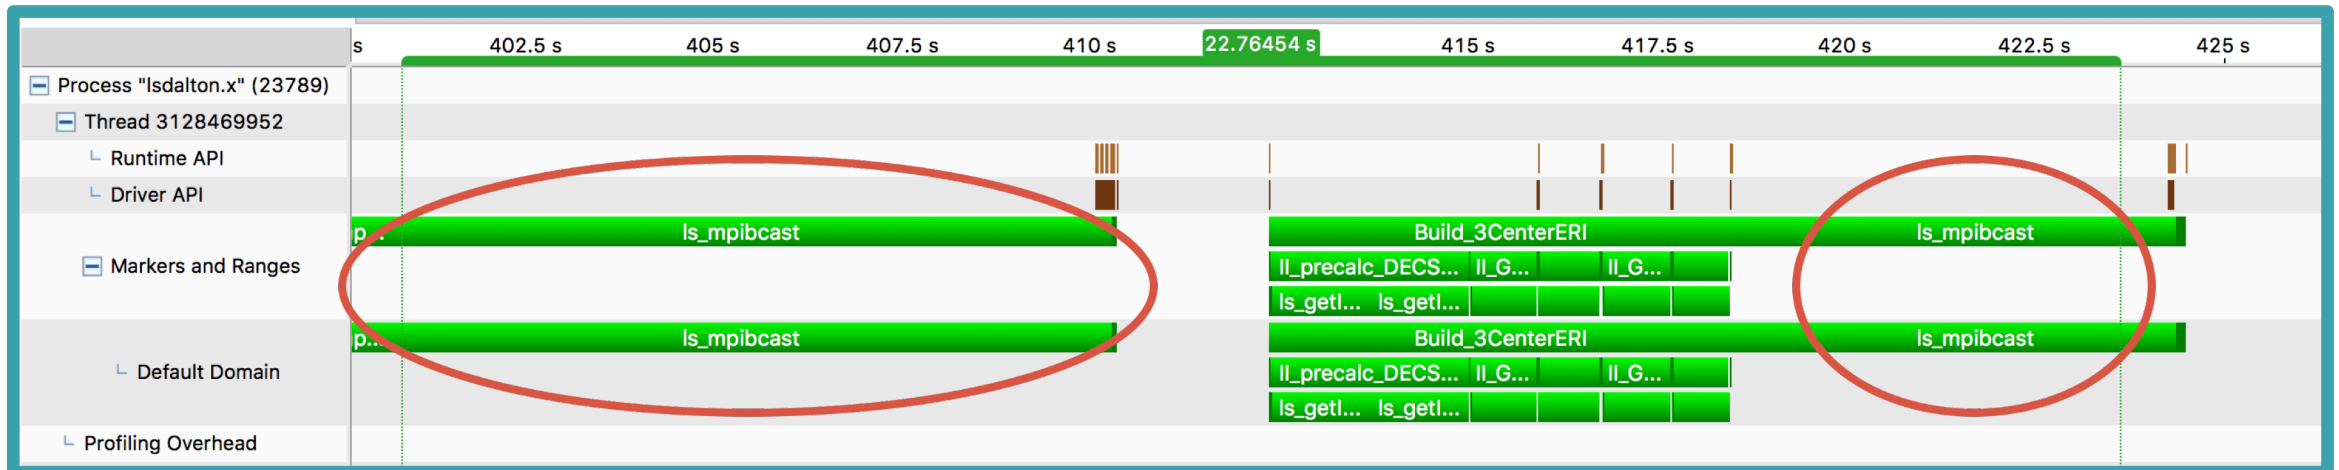 s 402.5 s 405 s 407.5 s 410 s 22.76454 s 415 s 417.5 s 420 s 422.5 s 425 s
Process "lsdalton.x" (23789)
Thread 3128469952
Runtime API
Driver API
p... ls_mpibcast Build_3CenterERI ls_mpibcast
Markers and Ranges
II_precalc_DECS... II_G... II_G...
ls_getI... ls_getI...
p... ls_mpibcast Build_3CenterERI ls_mpibcast
Default Domain
II_precalc_DECS... II_G... II_G...
ls_getI... ls_getI...
Profiling Overhead